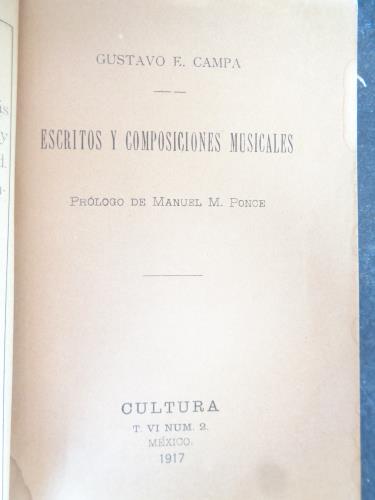 GUSTAVO E. CAMPA
ESCRITOS Y COMPOSICIONES MUSICALES
PRÓLOGO DE MANUEL M. PONCE
CULTURA
T. VI NUM. 2.
MÉXICO.
1917